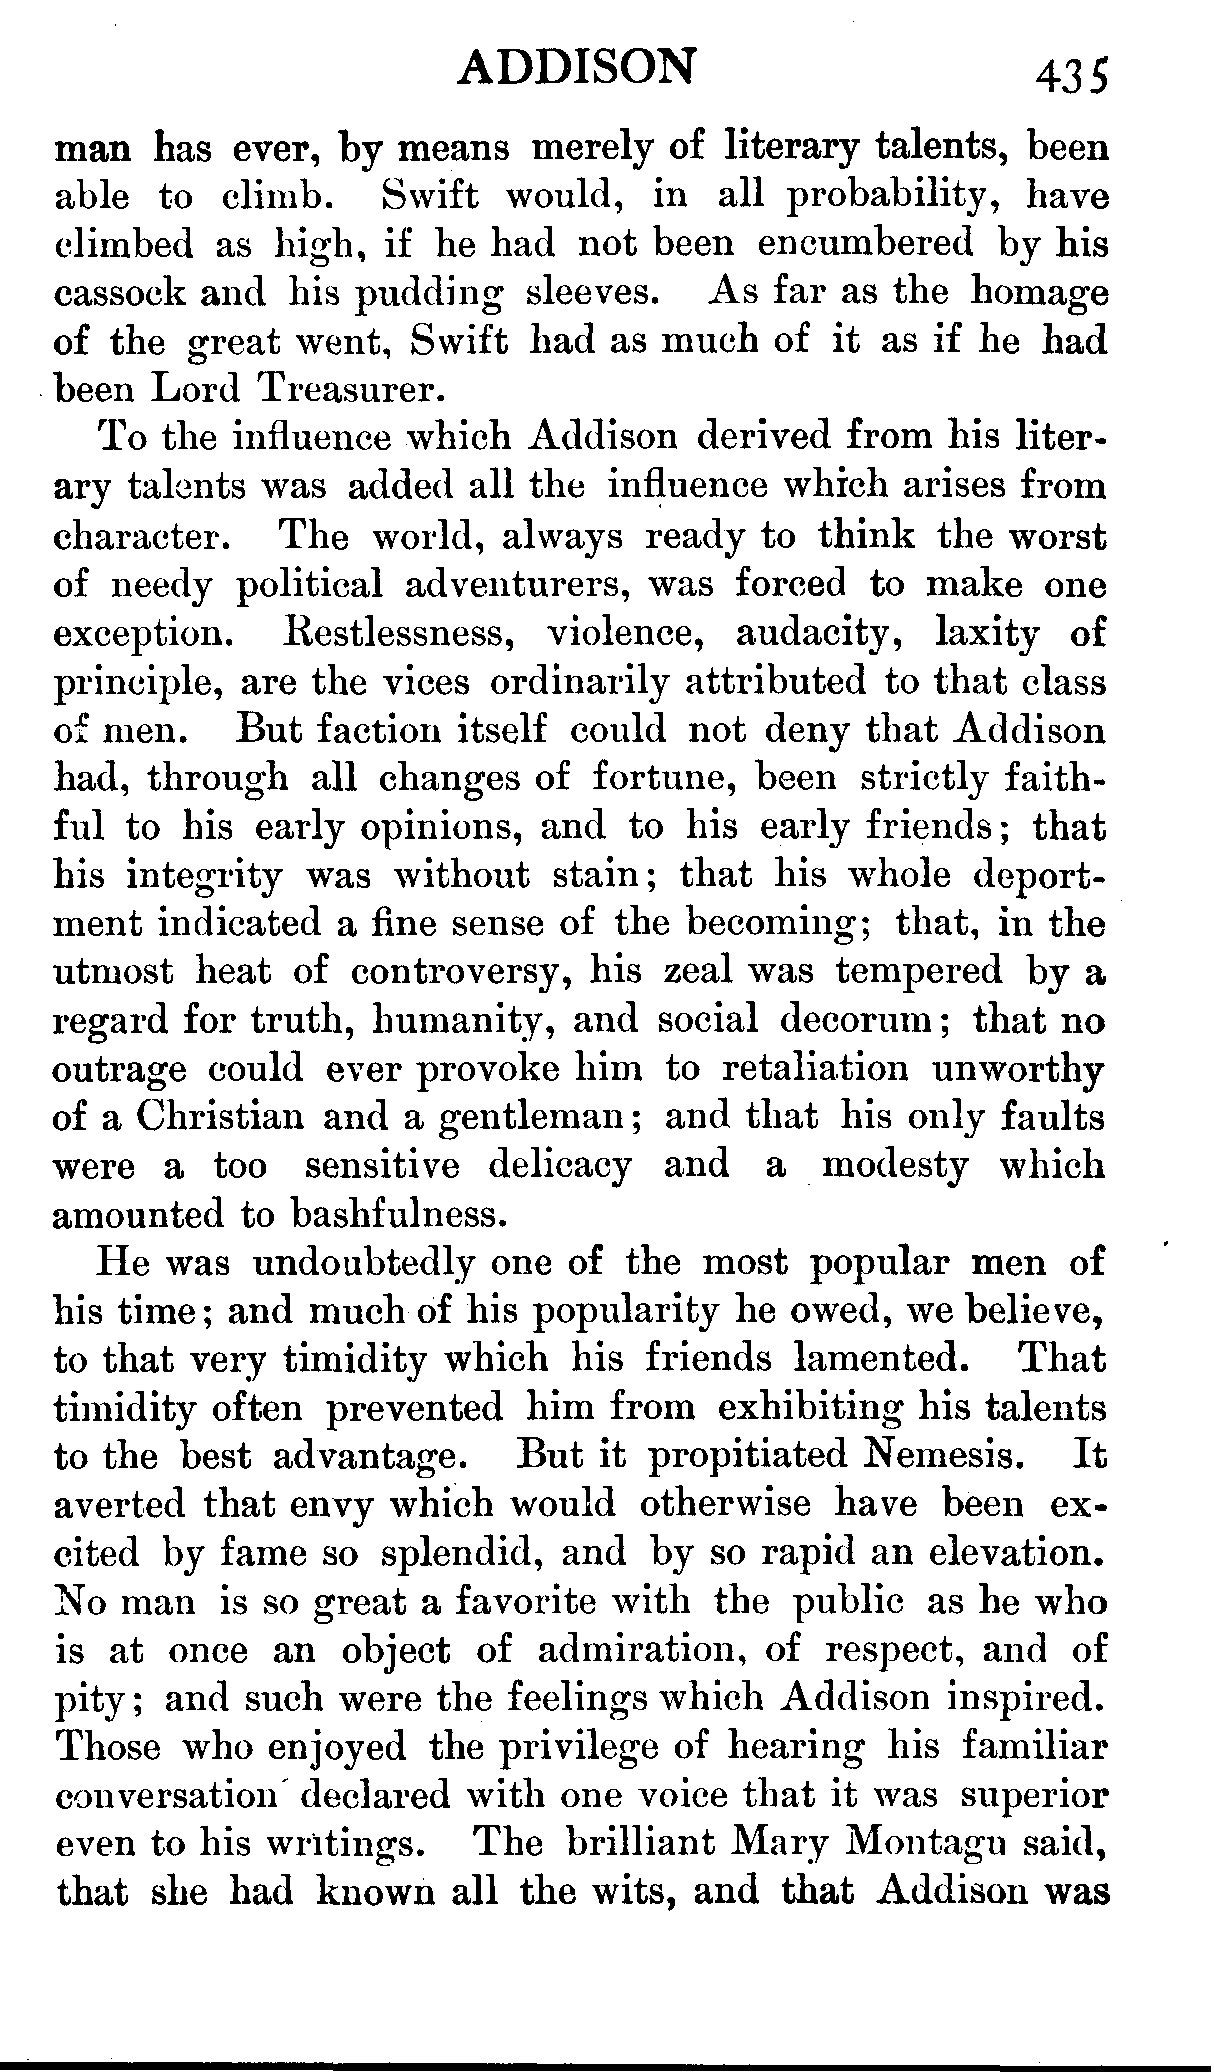 ADDISON 435
man has ever, by means merely of literary talents, been
able to climb. Swift would, in all probability, have
climbed as high, if he had not been encumbered by his
cassock and his pudding sleeves. As far as the homage
of the great went, Swift had as much of it as if he had
been Lord Treasurer.
To the influence which Addison derived from his liter-
ary talents was added all the influence which arises from
character. The world, always ready to think the worst
of needy political adventurers, was forced to make one
exception. Restlessness, violence, audacity, laxity of
principle, are the vices ordinarily attributed to that class
of men. But faction itself could not deny that Addison
had, through all changes of fortune, been strictly faith-
ful to his early opinions, and to his early friends; that
his integrity was without stain; that his whole deport-
ment indicated a fine sense of the becoming; that, in the
utmost heat of controversy, his zeal was tempered by a
regard for truth, humanity, and social decorum; that no
outrage could ever provoke him to retaliation unworthy
of a Christian and a gentleman; and that his only faults
were a too sensitive delicacy and a modesty which
amounted to bashfulness.
He was undoubtedly one of the most popular men of
his time; and much of his popularity he owed, we believe,
to that very timidity which his friends lamented. That
timidity often prevented him from exhibiting his talents
to the best advantage. But it propitiated Nemesis. It
averted that envy which would otherwise have been ex-
cited by fame so splendid, and by so rapid an elevation.
No man is so great a favorite with the public as he who
is at once an object of admiration, of respect, and of
pity; and such were the feelings which Addison inspired.
Those who enjoyed the privilege of hearing his familiar
conversation declared with one voice that it was superior
even to his writings. The brilliant Mary Montagu said,
that she had known all the wits, and that Addison was